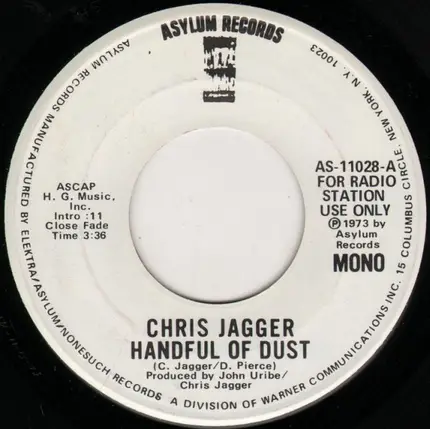 ASYLUM RECORDS
ASCAP
H. G. Music,
Inc.
Intro :11
Close Fade
Time 3:36
AS-11028-A
FOR RADIO
STATION
USE ONLY
Ⓟ 1973 by
Asylum
Records
MONO
CHRIS JAGGER
HANDFUL OF DUST
(C. Jagger/D. Pierce)
Produced by John Uribe/
Chris Jagger
ASYLUM RECORDS MANUFACTURED BY ELEKTRA/ASYLUM/NONESUCH RECORDS A DIVISION OF WARNER COMMUNICATIONS INC. 15 COLUMBUS CIRCLE, NEW YORK, N.Y. 10023